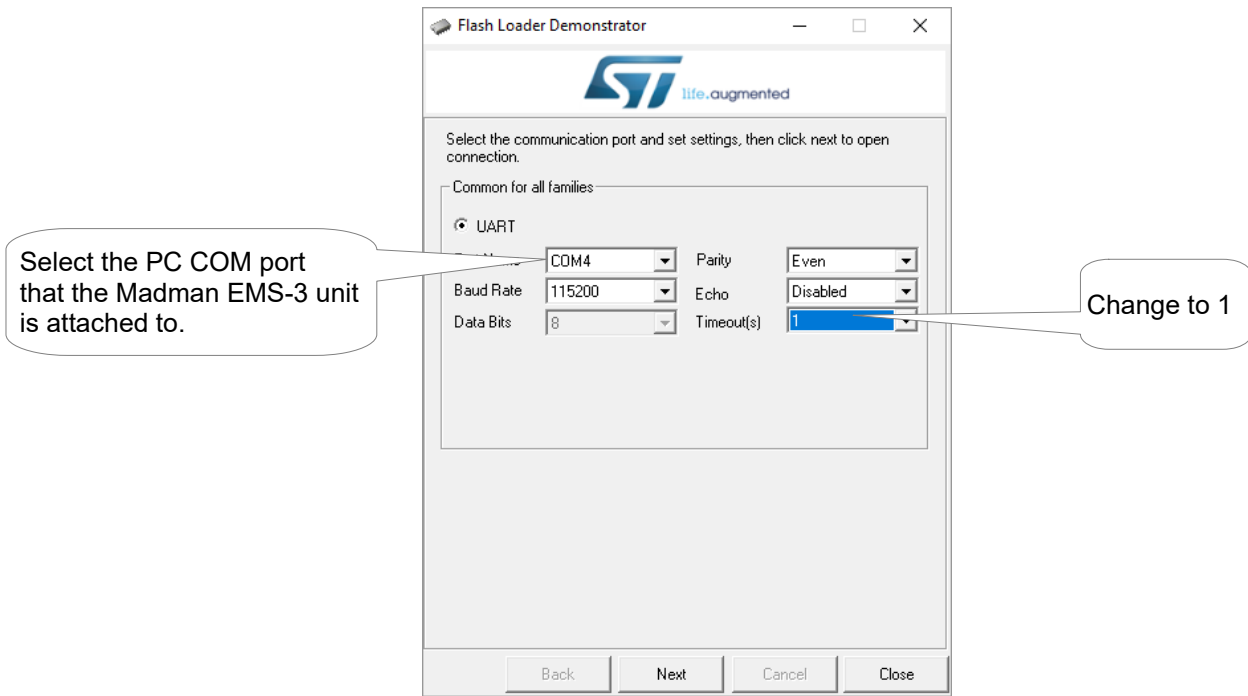 Flash Loader Demonstrator
ST life.augmented
Select the communication port and set settings, then click next to open
connection.
Common for all families
UART
COM4
Parity
Even
Baud Rate
115200
Echo
Disabled
Data Bits
8
Timeout(s)
1
Select the PC COM port
that the Madman EMS-3 unit
is attached to.
Change to 1
Back
Next
Cancel
Close